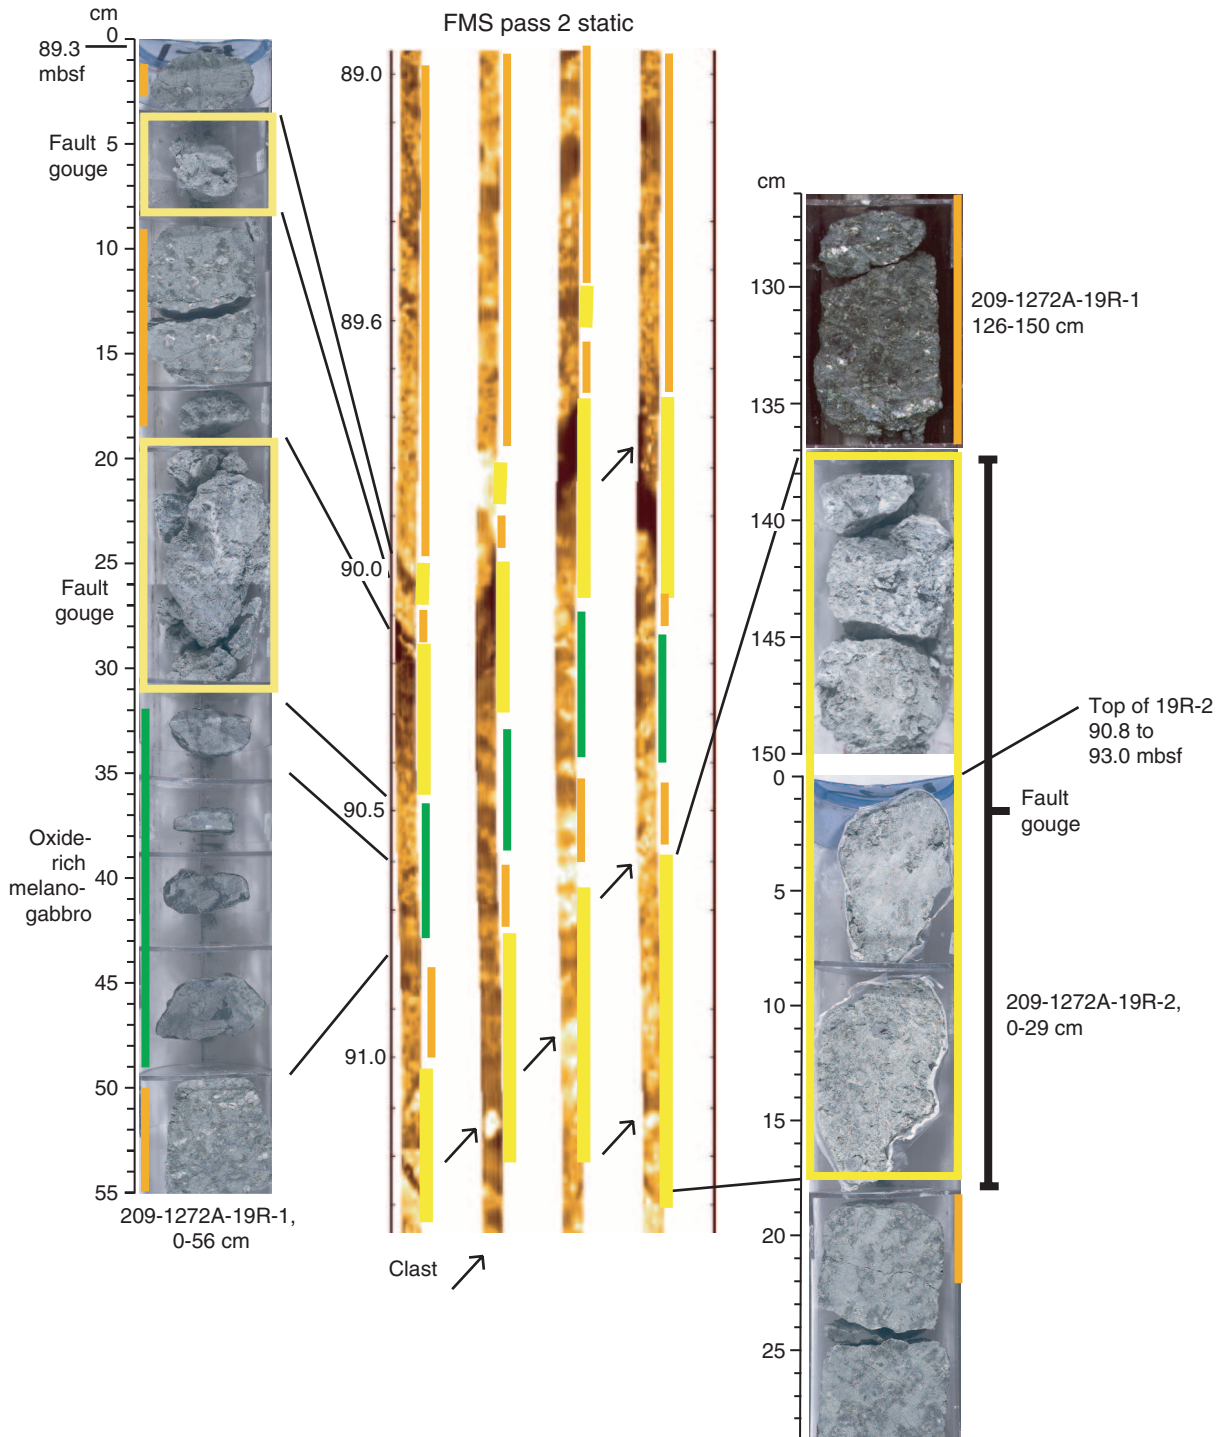 FMS pass 2 static
cm
0
89.3
mbsf
Fault
gouge
5
10
15
20
25
Fault
gouge
30
35
Oxide-
rich
melano-
gabbro
40
45
50
55
209-1272A-19R-1,
0-56 cm
89.0
89.6
90.0
90.5
91.0
Clast
cm
130
135
140
145
150
0
5
10
15
20
25
209-1272A-19R-1
126-150 cm
Top of 19R-2
90.8 to
93.0 mbsf
Fault
gouge
209-1272A-19R-2,
0-29 cm